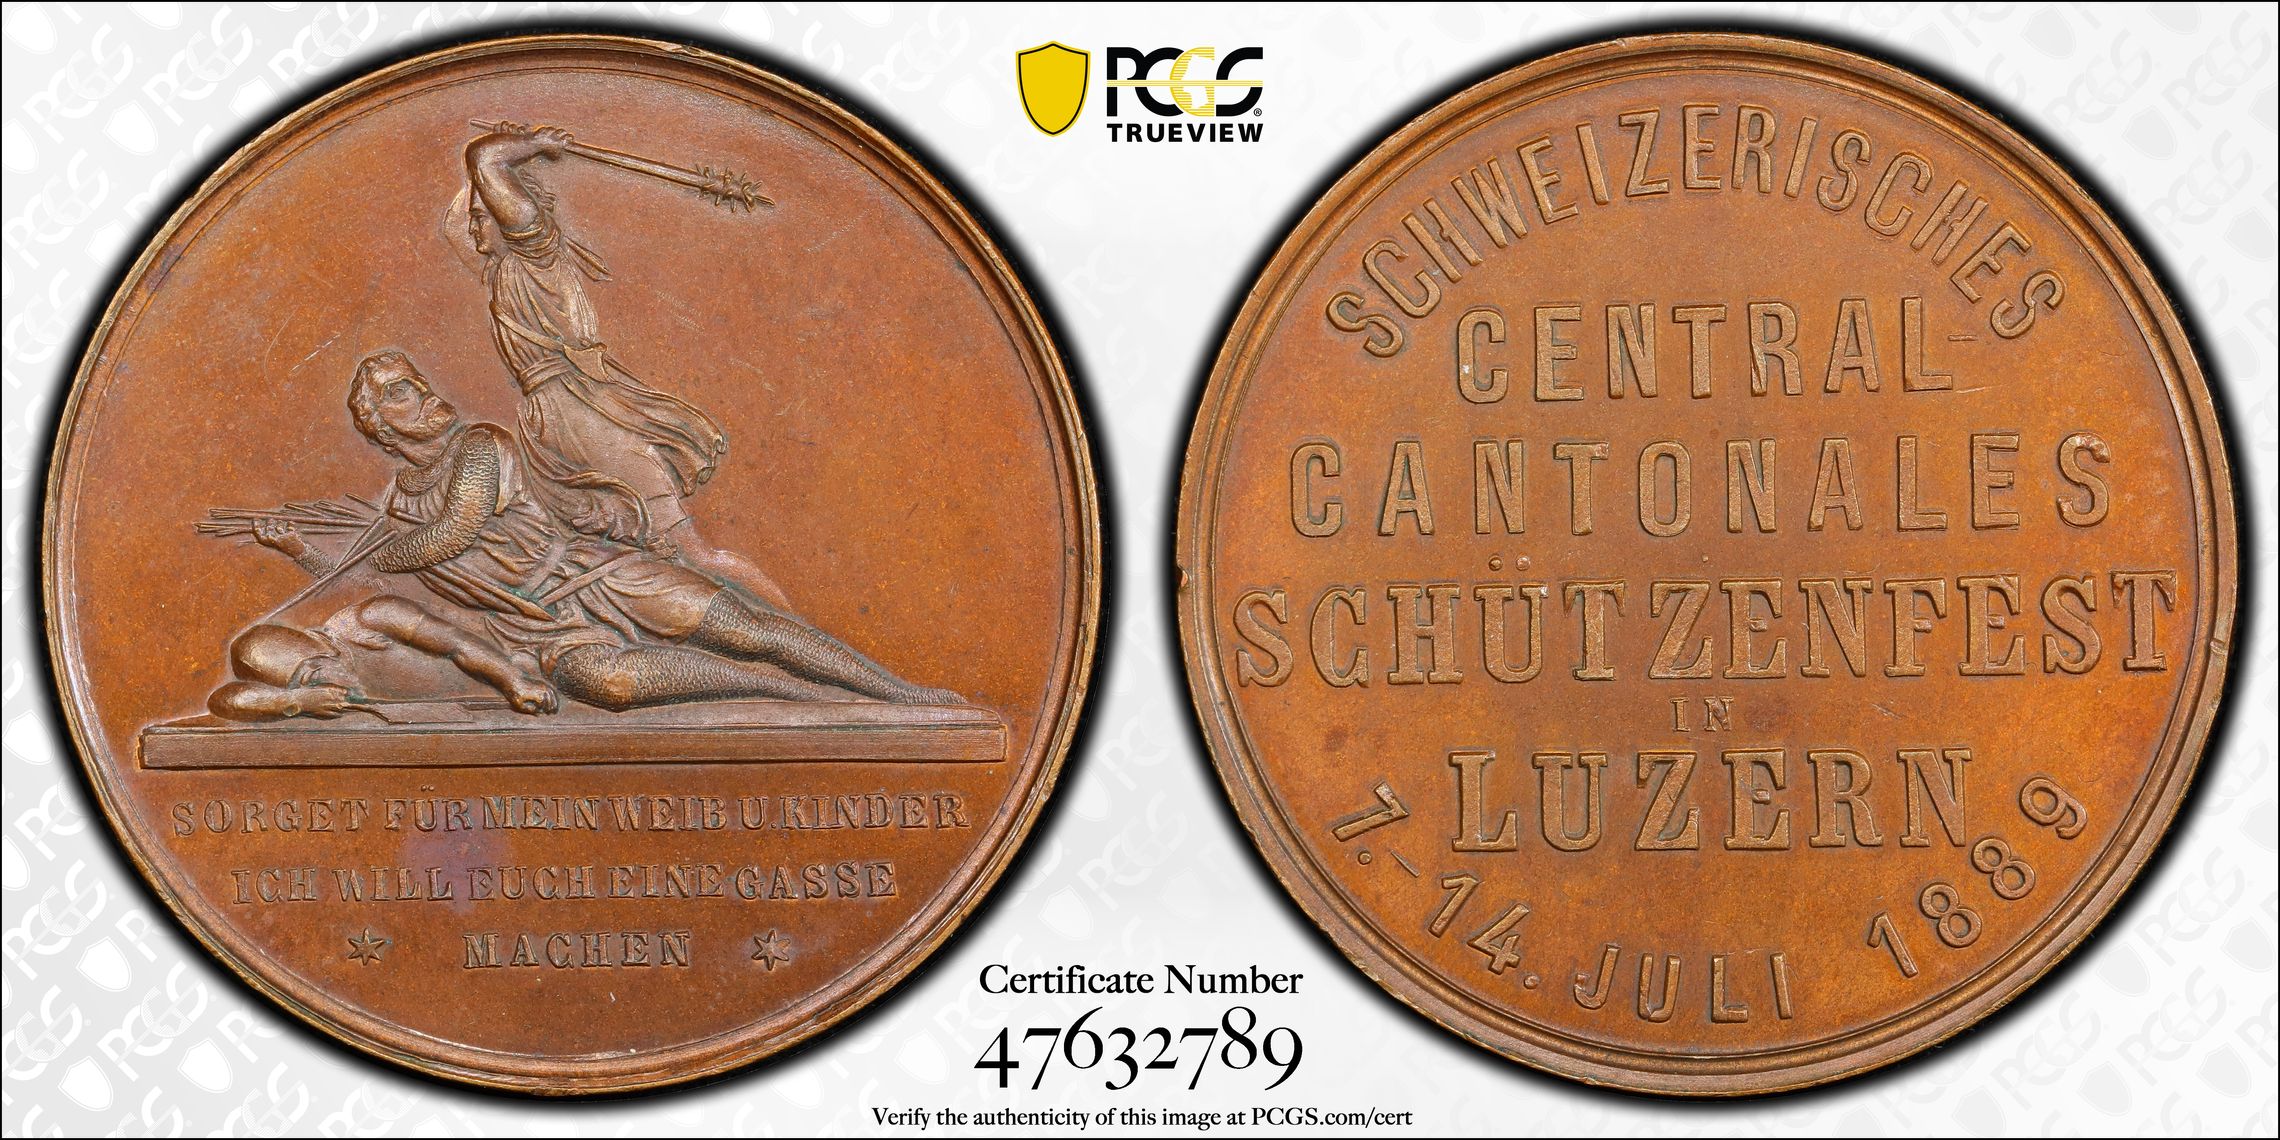 PCGS
TRUEVIEW
SORGET FÜR MEIN WEIB U. KINDER
ICH WILL EUCH EINE GASSE
MACHEN
SCHWEIZERISCHES
CENTRAL-
CANTONALES
SCHÜTZENFEST
IN
LUZERN
7.-14. JULI 1889
Certificate Number
47632789
Verify the authenticity of this image at PCGS.com/cert